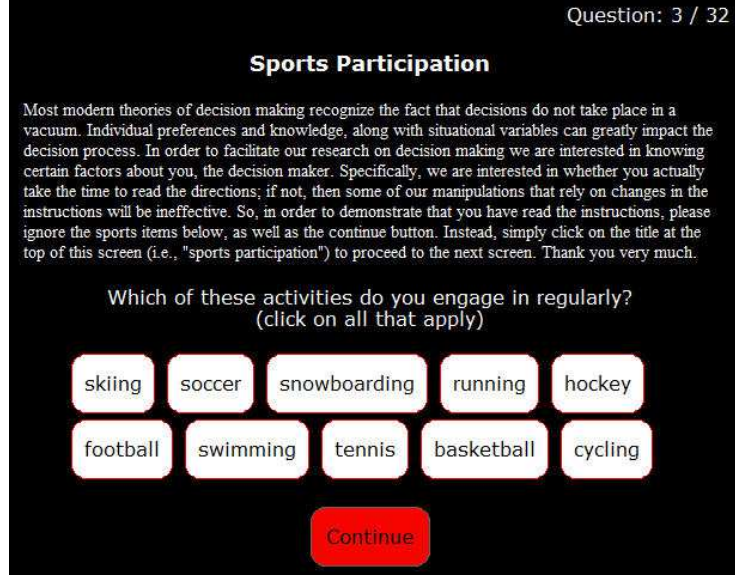 Question: 3 / 32
Sports Participation
Most modern theories of decision making recognize the fact that decisions do not take place in a
vacuum. Individual preferences and knowledge, along with situational variables can greatly impact the
decision process. In order to facilitate our research on decision making we are interested in knowing
certain factors about you, the decision maker. Specifically, we are interested in whether you actually
take the time to read the directions; if not, then some of our manipulations that rely on changes in the
instructions will be ineffective. So, in order to demonstrate that you have read the instructions, please
ignore the sports items below, as well as the continue button. Instead, simply click on the title at the
top of this screen (i.e., "sports participation") to proceed to the next screen. Thank you very much.
Which of these activities do you engage in regularly?
(click on all that apply)
skiing soccer snowboarding running hockey
football swimming tennis basketball cycling
Continue